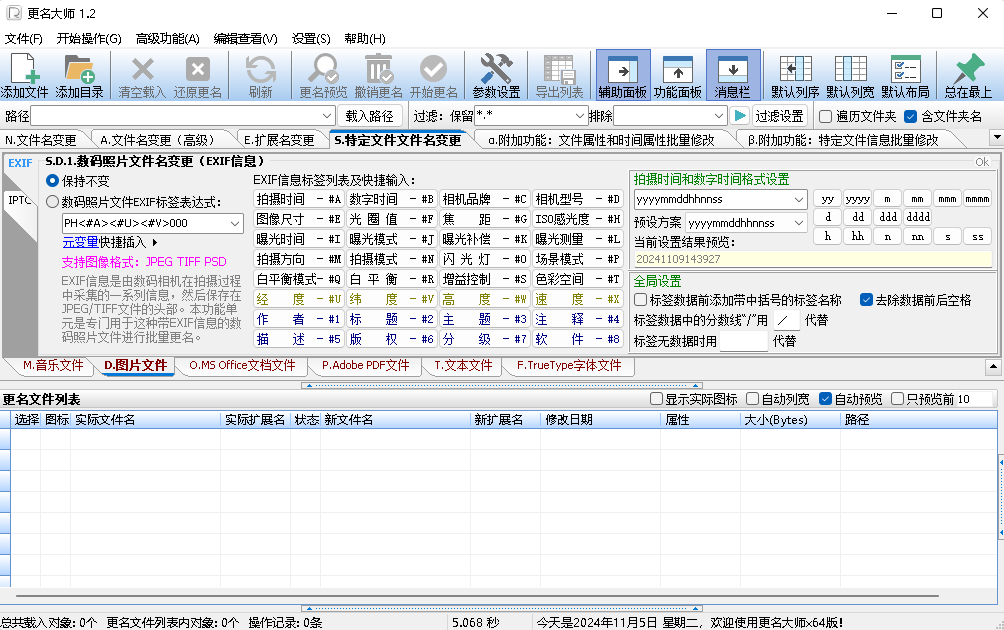 更名大师 1.2
文件(F) 开始操作(G) 高级功能(A) 编辑查看(V) 设置(S) 帮助(H)
添加文件 添加目录 清空载入 还原更名 刷新 更名预览 撤销更名 开始更名 参数设置 导出列表 辅助面板 功能面板 消息栏 默认列序 默认列宽 默认布局 总在最上
路径 载入路径 过滤：保留 *.* 排除 过滤设置 遍历文件夹 含文件夹名
N.文件名变更 A.文件名变更（高级） E.扩展名变更 S.特定文件文件名变更 α.附加功能：文件属性和时间属性批量修改 β.附加功能：特定文件信息批量修改
EXIF
IPTC
S.D.1.数码照片文件名变更（EXIF信息）
Ok
保持不变
数码照片文件EXIF标签表达式：
PH<#A><#U><#V>000
元变量快捷插入
支持图像格式：JPEG TIFF PSD
EXIF信息是由数码相机在拍摄过程
中采集的一系列信息，然后保存在
JPEG/TIFF文件的头部。本功能单
元是专门用于这种带EXIF信息的数
码照片文件进行批量更名。
EXIF信息标签列表及快捷输入：
拍摄时间 - #A 数字时间 - #B 相机品牌 - #C 相机型号 - #D
图像尺寸 - #E 光 圈 值 - #F 焦 距 - #G ISO感光度 - #H
曝光时间 - #I 曝光模式 - #J 曝光补偿 - #K 曝光测量 - #L
拍摄方向 - #M 拍摄模式 - #N 闪 光 灯 - #O 场景模式 - #P
白平衡模式-#Q 白 平 衡 - #R 增益控制 - #S 色彩空间 - #T
经 度 - #U 纬 度 - #V 高 度 - #W 速 度 - #X
作 者 - #1 标 题 - #2 主 题 - #3 注 释 - #4
描 述 - #5 版 权 - #6 分 级 - #7 软 件 - #8
拍摄时间和数字时间格式设置
yyyymmddhhnnss
预设方案 yyyymmddhhnnss
当前设置结果预览：
20241109143927
yy yyyy m mm mmm mmmm
d dd ddd dddd
h hh n nn s ss
全局设置
标签数据前添加带中括号的标签名称 去除数据前后空格
标签数据中的分数线“/”用 ／ 代替
标签无数据时用 代替
M.音乐文件 D.图片文件 O.MS Office文档文件 P.Adobe PDF文件 T.文本文件 F.TrueType字体文件
更名文件列表 显示实际图标 自动列宽 自动预览 只预览前 10
选择 图标 实际文件名 实际扩展名 状态 新文件名 新扩展名 修改日期 属性 大小(Bytes) 路径
总共载入对象: 0个 更名文件列表内对象: 0个 操作记录: 0条 5.068 秒 今天是2024年11月5日 星期二，欢迎使用更名大师x64版!